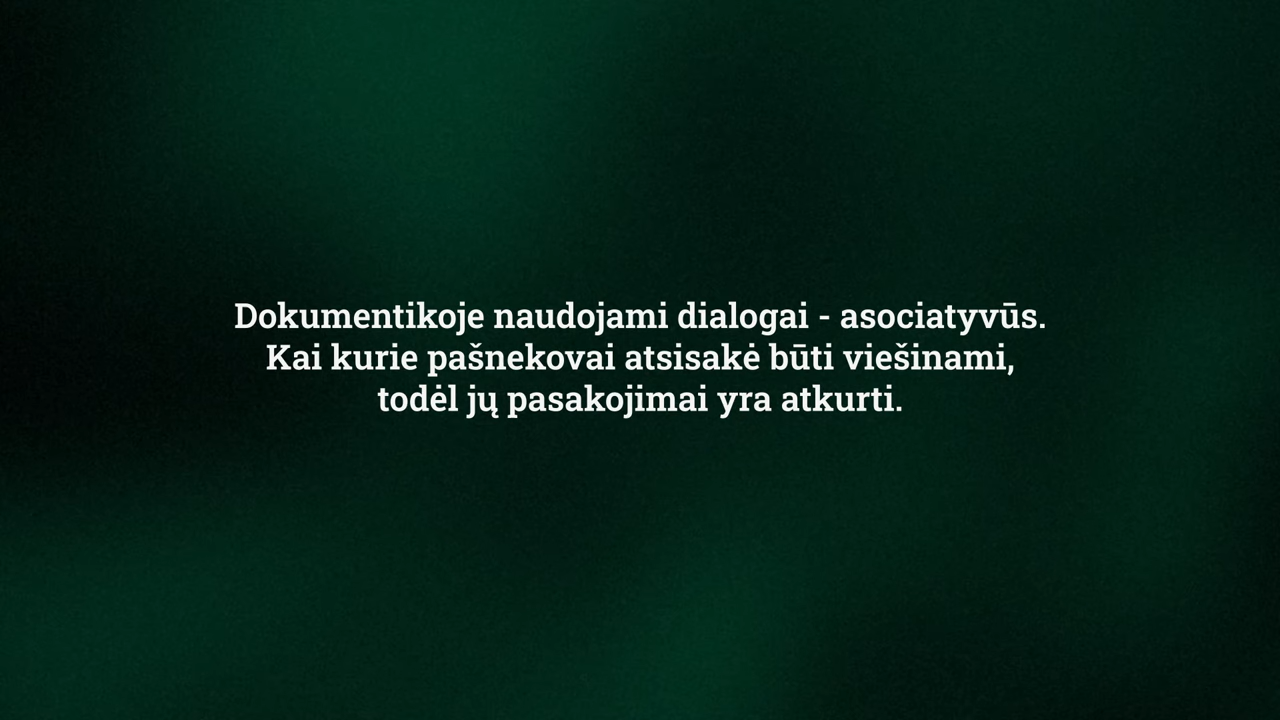 Dokumentikoje naudojami dialogai - asociatyvūs.
Kai kurie pašnekovai atsisakė būti viešinami,
todėl jų pasakojimai yra atkurti.